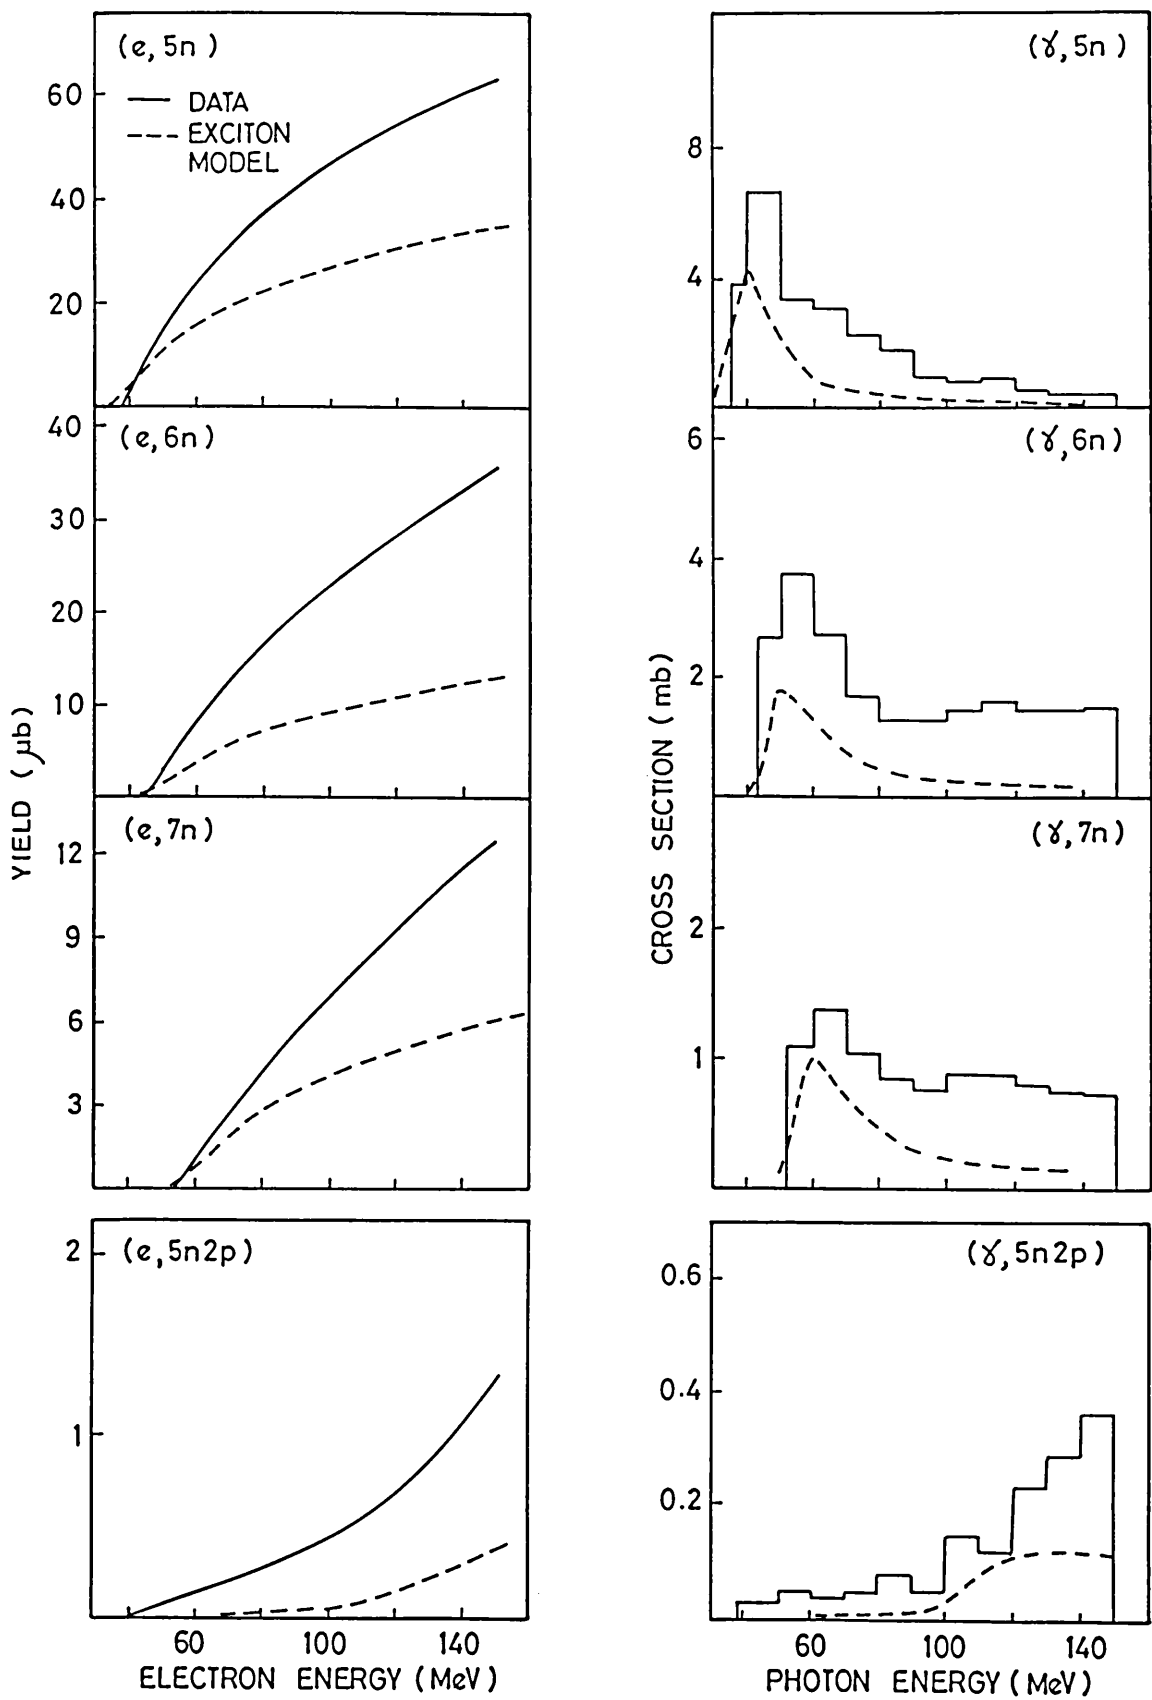 (e, 5n)
DATA
EXCITON
MODEL
60
40
20
(γ, 5n)
8
4
(e, 6n)
40
30
20
10
(γ, 6n)
6
4
2
(e, 7n)
12
9
6
3
(γ, 7n)
2
1
YIELD (μb)
CROSS SECTION (mb)
(e, 5n2p)
2
1
60 100 140
ELECTRON ENERGY (MeV)
(γ, 5n2p)
0.6
0.4
0.2
60 100 140
PHOTON ENERGY (MeV)